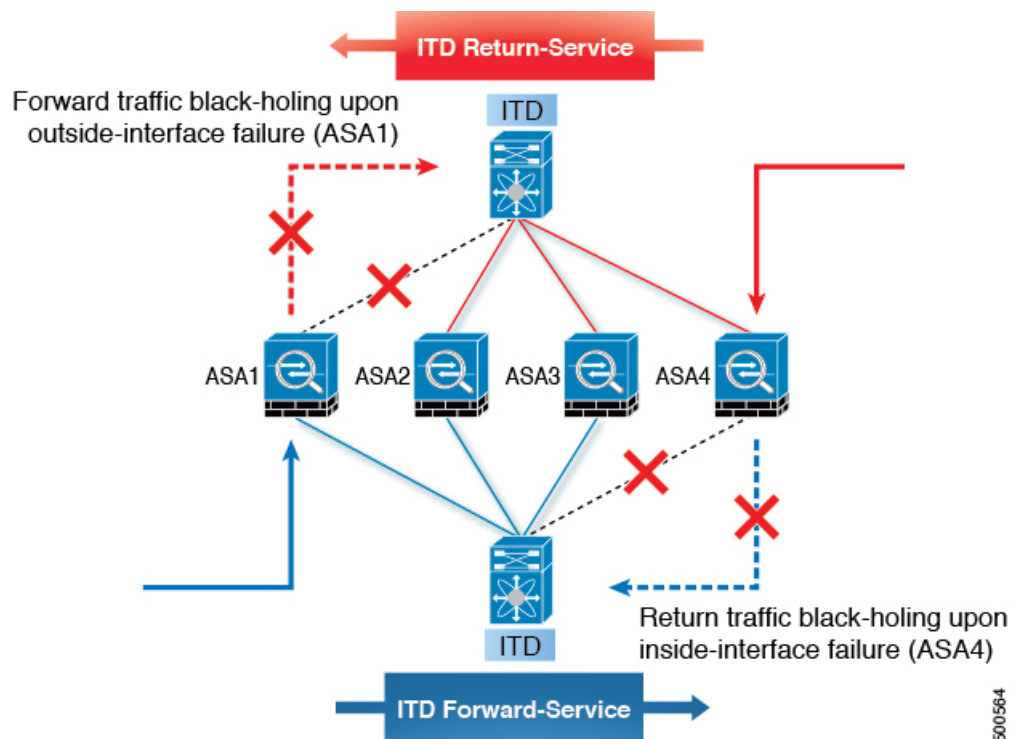 ITD Return-Service
Forward traffic black-holing upon
outside-interface failure (ASA1)
ITD
ASA1
ASA2
ASA3
ASA4
ITD
Return traffic black-holing upon
inside-interface failure (ASA4)
ITD Forward-Service
500564